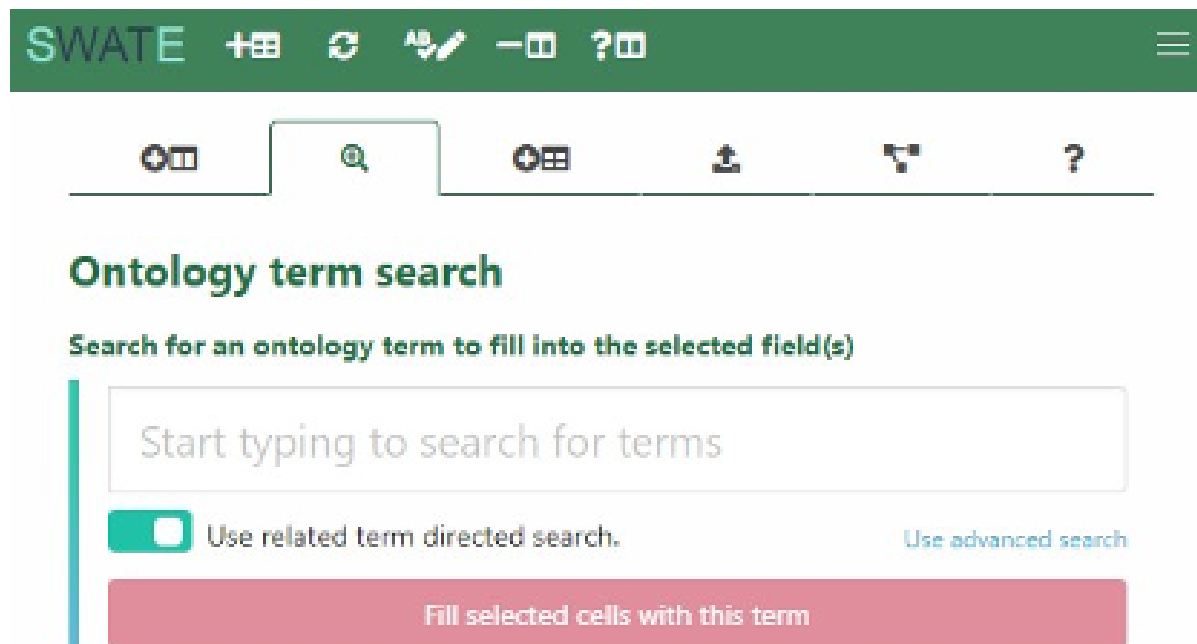 SWATE
Ontology term search
Search for an ontology term to fill into the selected field(s)
Start typing to search for terms
Use related term directed search.
Use advanced search
Fill selected cells with this term